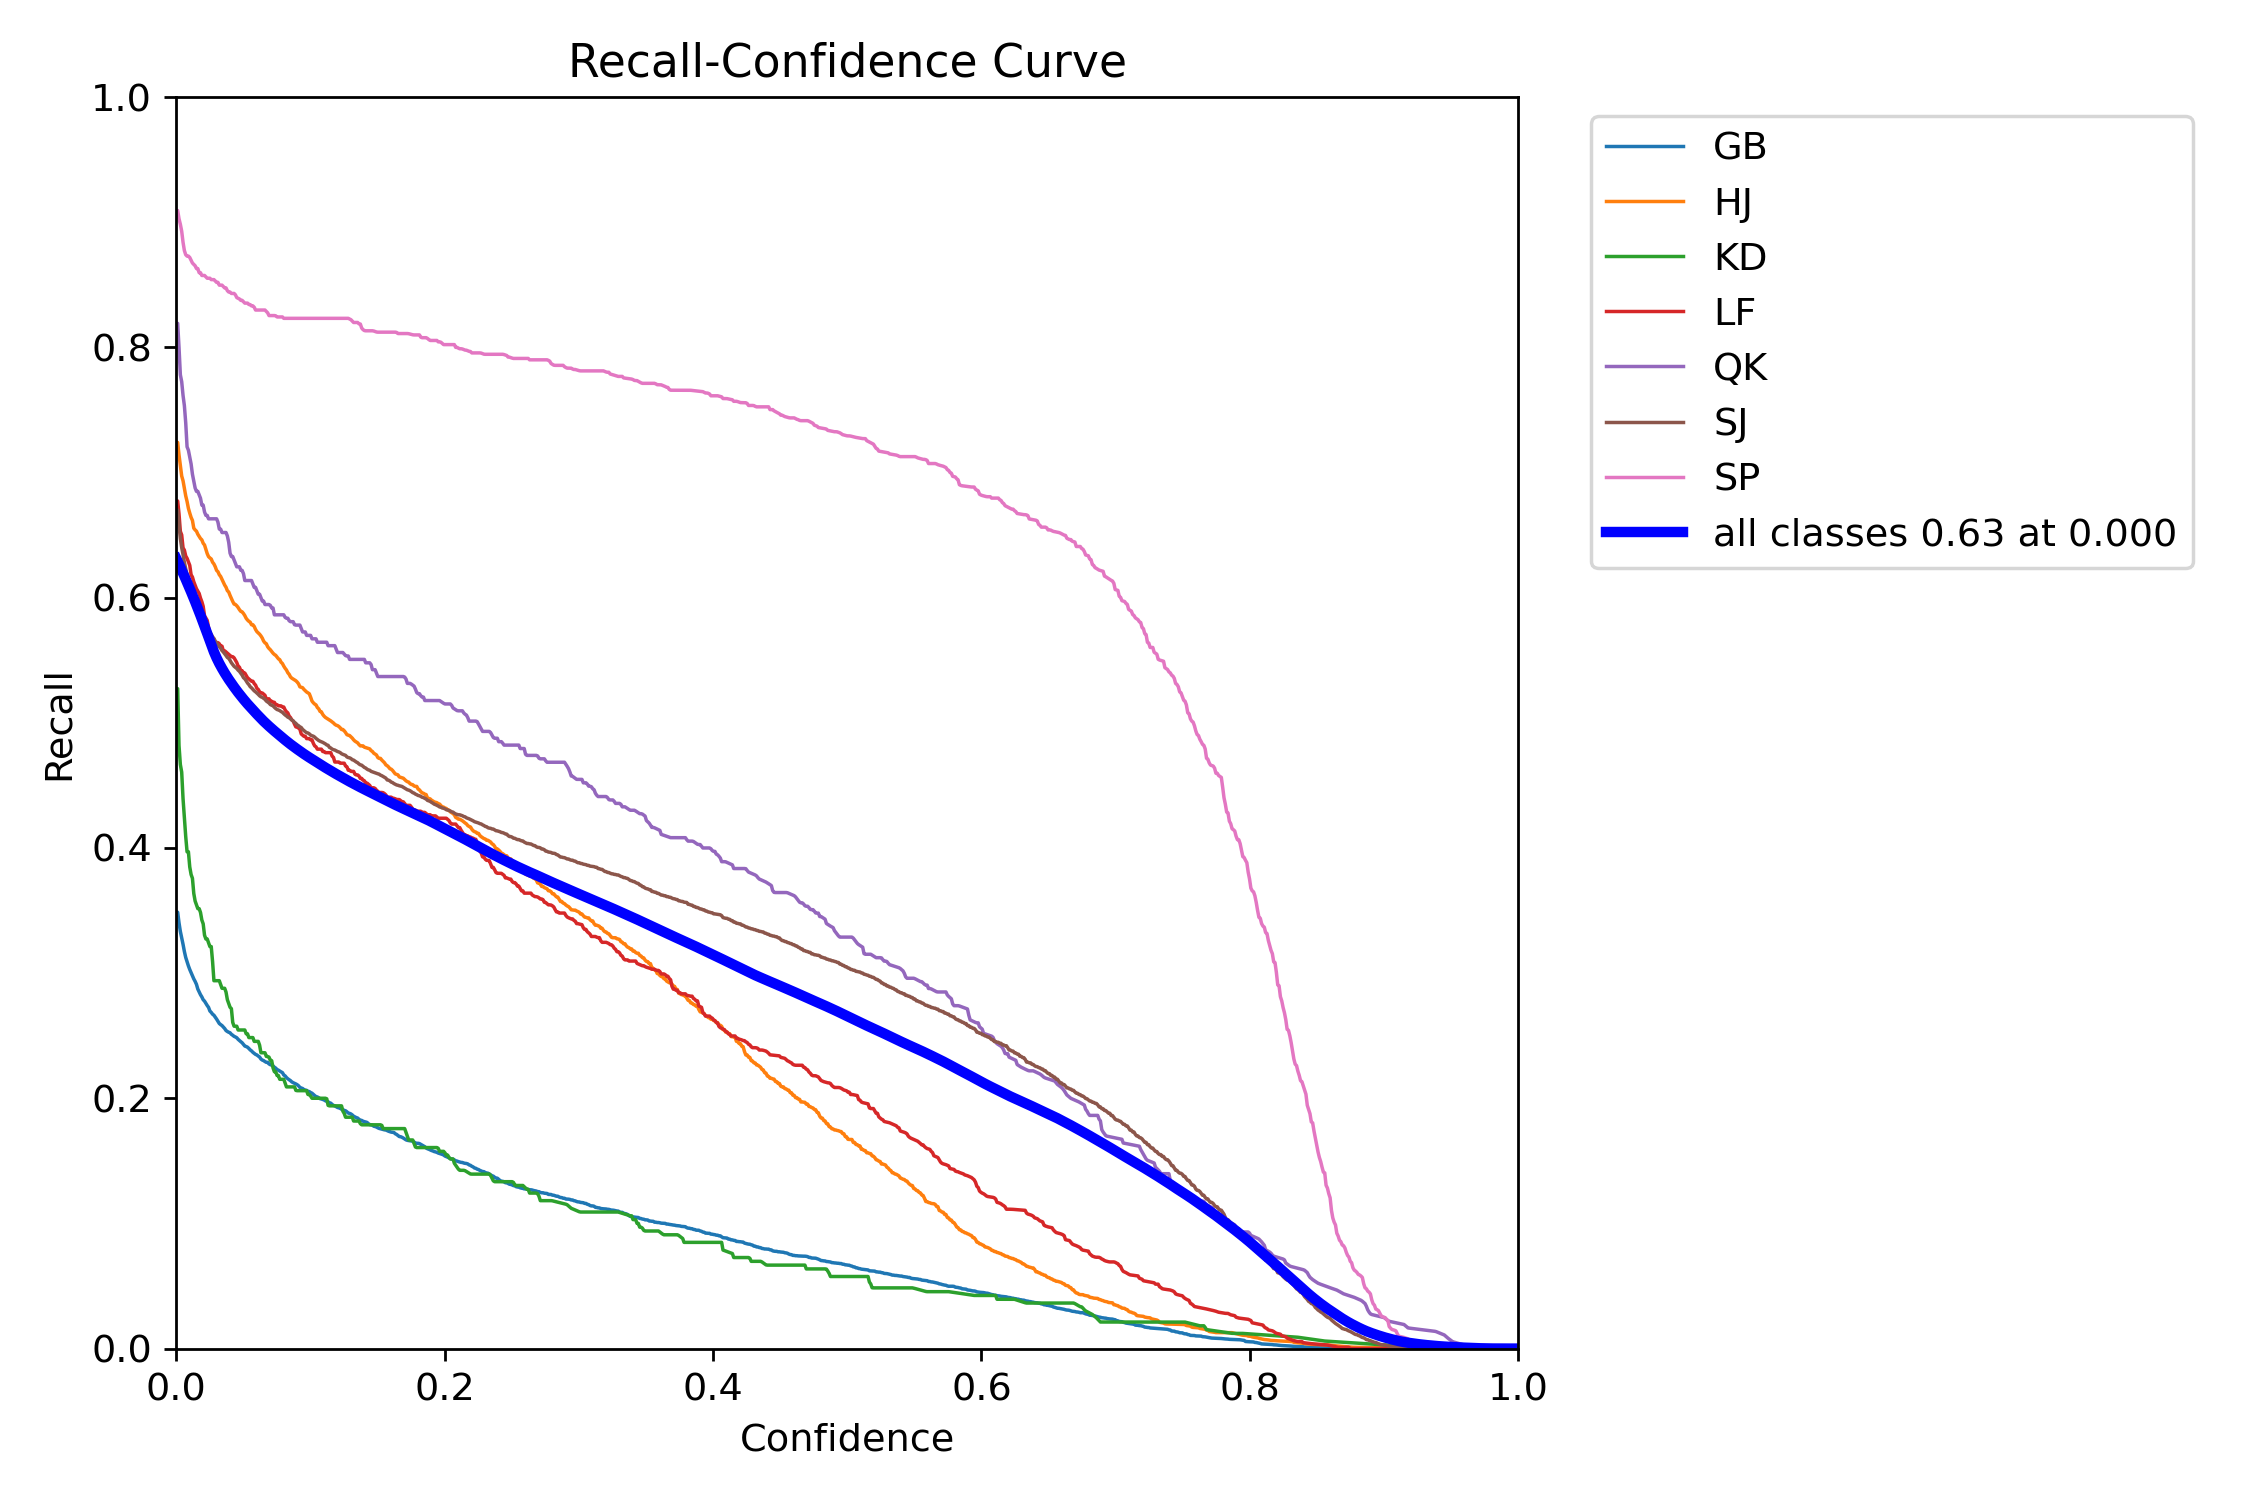 Recall-Confidence Curve
1.0
0.8
0.6
0.4
0.2
0.0
Recall
0.0 0.2 0.4 0.6 0.8 1.0
Confidence
GB
HJ
KD
LF
QK
SJ
SP
all classes 0.63 at 0.000